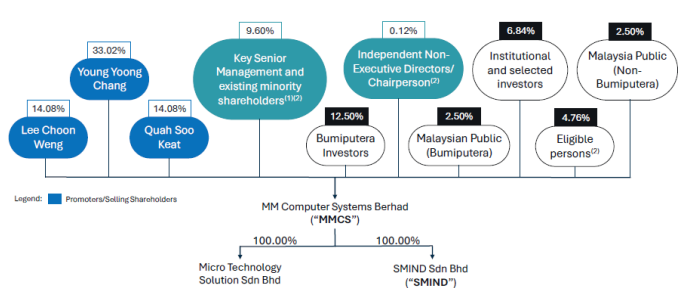 33.02%
Young Yoong
Chang
14.08%
Lee Choon
Weng
14.08%
Quah Soo
Keat
9.60%
Key Senior
Management and
existing minority
shareholders(1)(2)
12.50%
Bumiputera
Investors
0.12%
Independent Non-
Executive Directors/
Chairperson(2)
2.50%
Malaysian Public
(Bumiputera)
6.84%
Institutional
and selected
investors
4.76%
Eligible
persons(2)
2.50%
Malaysia Public
(Non-
Bumiputera)
Legend:
Promoters/Selling Shareholders
MM Computer Systems Berhad
(“MMCS”)
100.00%
100.00%
Micro Technology
Solution Sdn Bhd
SMIND Sdn Bhd
(“SMIND”)